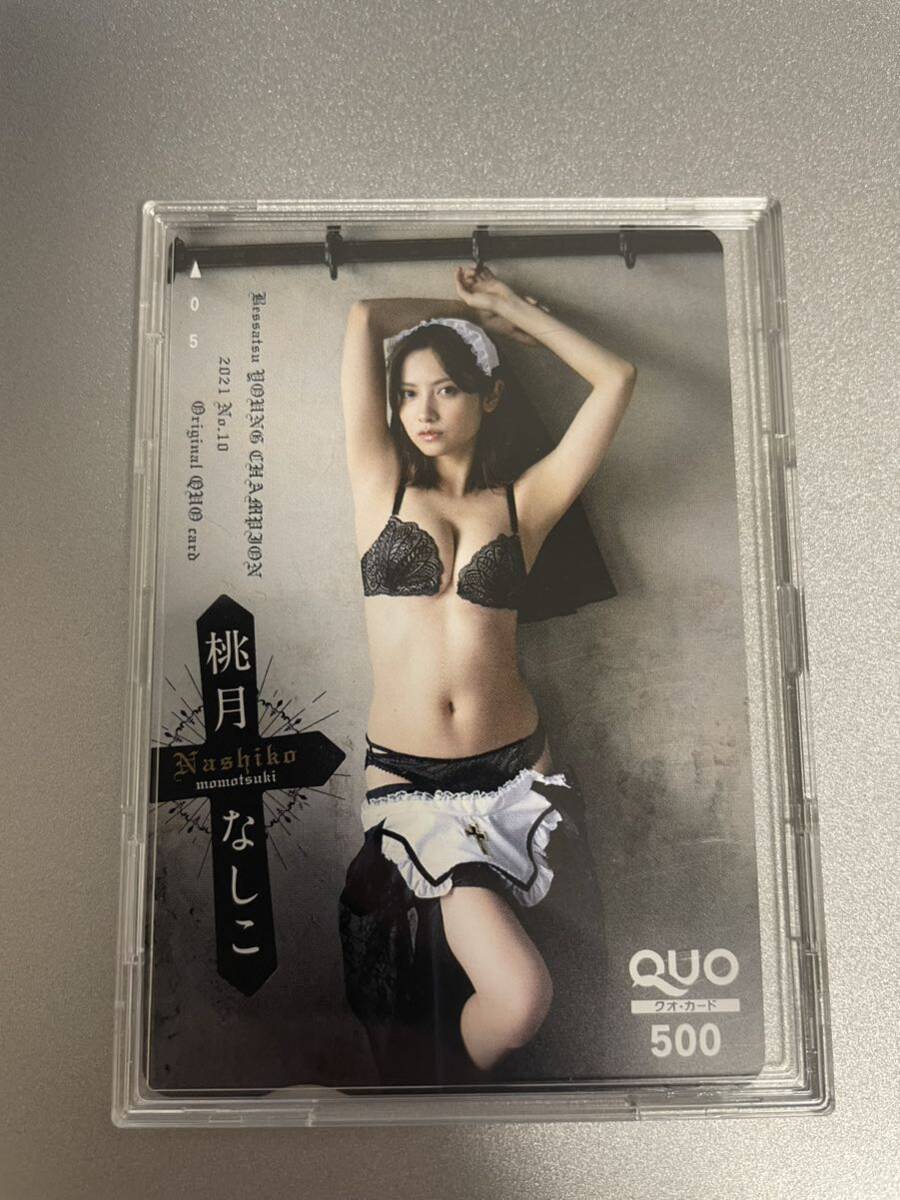 0
5
Bessatsu YOUNG CHAMPION
2021 No.10
Original QUO card
桃月なしこ
Nashiko
momotsuki
QUO
クオ・カード
500